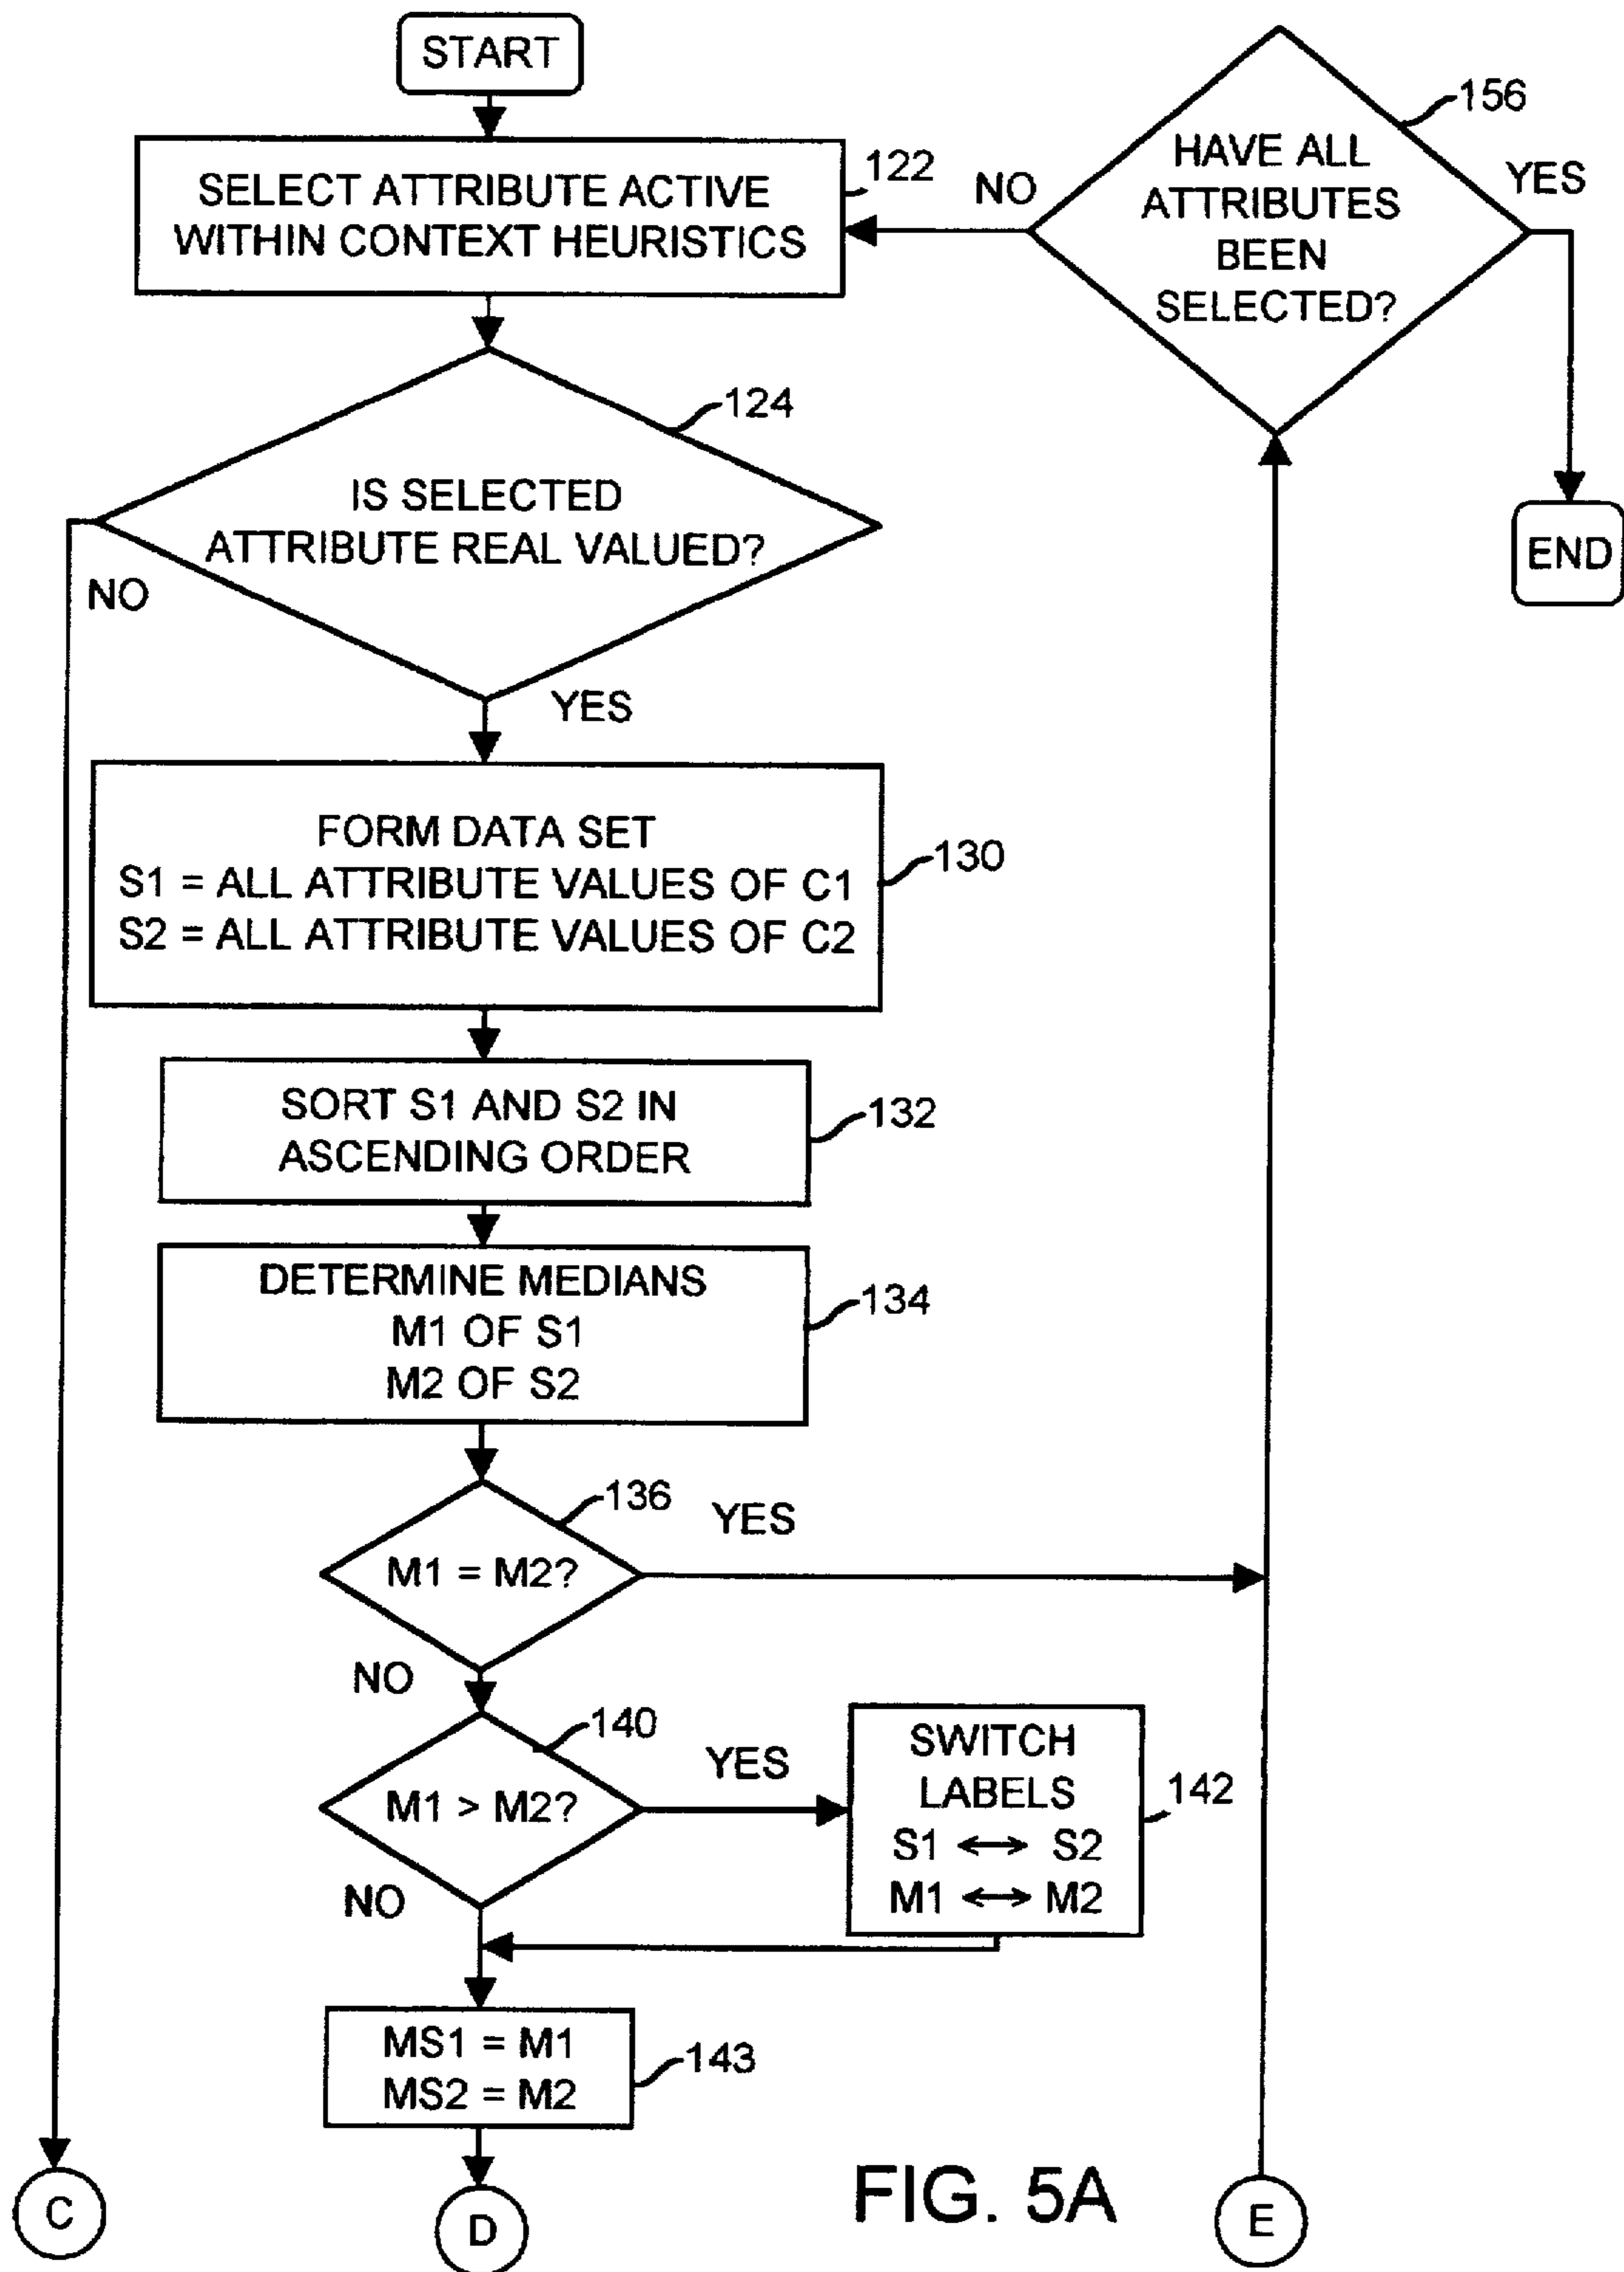 START
SELECT ATTRIBUTE ACTIVE
WITHIN CONTEXT HEURISTICS
122
NO
HAVE ALL
ATTRIBUTES
BEEN
SELECTED?
156
YES
END
124
IS SELECTED
ATTRIBUTE REAL VALUED?
NO
YES
FORM DATA SET
S1 = ALL ATTRIBUTE VALUES OF C1
S2 = ALL ATTRIBUTE VALUES OF C2
130
SORT S1 AND S2 IN
ASCENDING ORDER
132
DETERMINE MEDIANS
M1 OF S1
M2 OF S2
134
136
M1 = M2?
YES
NO
140
M1 > M2?
YES
NO
SWITCH
LABELS
S1 ↔ S2
M1 ↔ M2
142
MS1 = M1
MS2 = M2
143
C
D
FIG. 5A
E